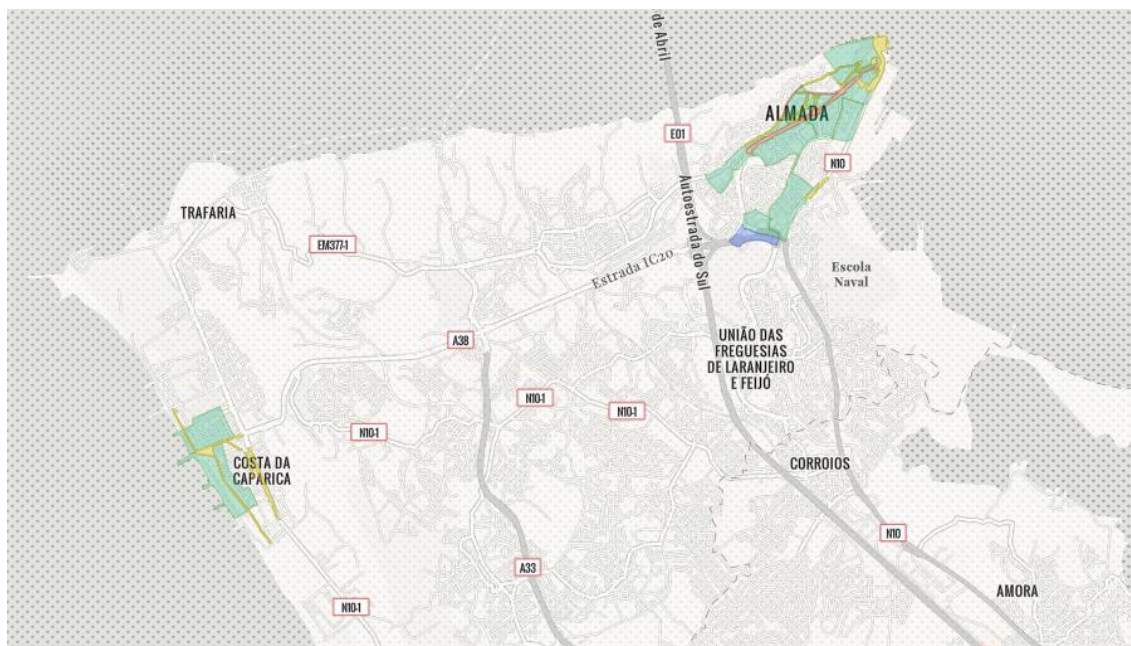 de Abril
ALMADA
E01
N10
TRAFARIA
Autoestrada do Sul
EM377-1
Estrada IC20
Escola
Naval
A38
UNIÃO DAS
FREGUESIAS
DE LARANJEIRO
E FEIJÓ
N10-1
N10-1
N10-1
COSTA DA
CAPARICA
CORROIOS
N10
A33
AMORA
N10-1